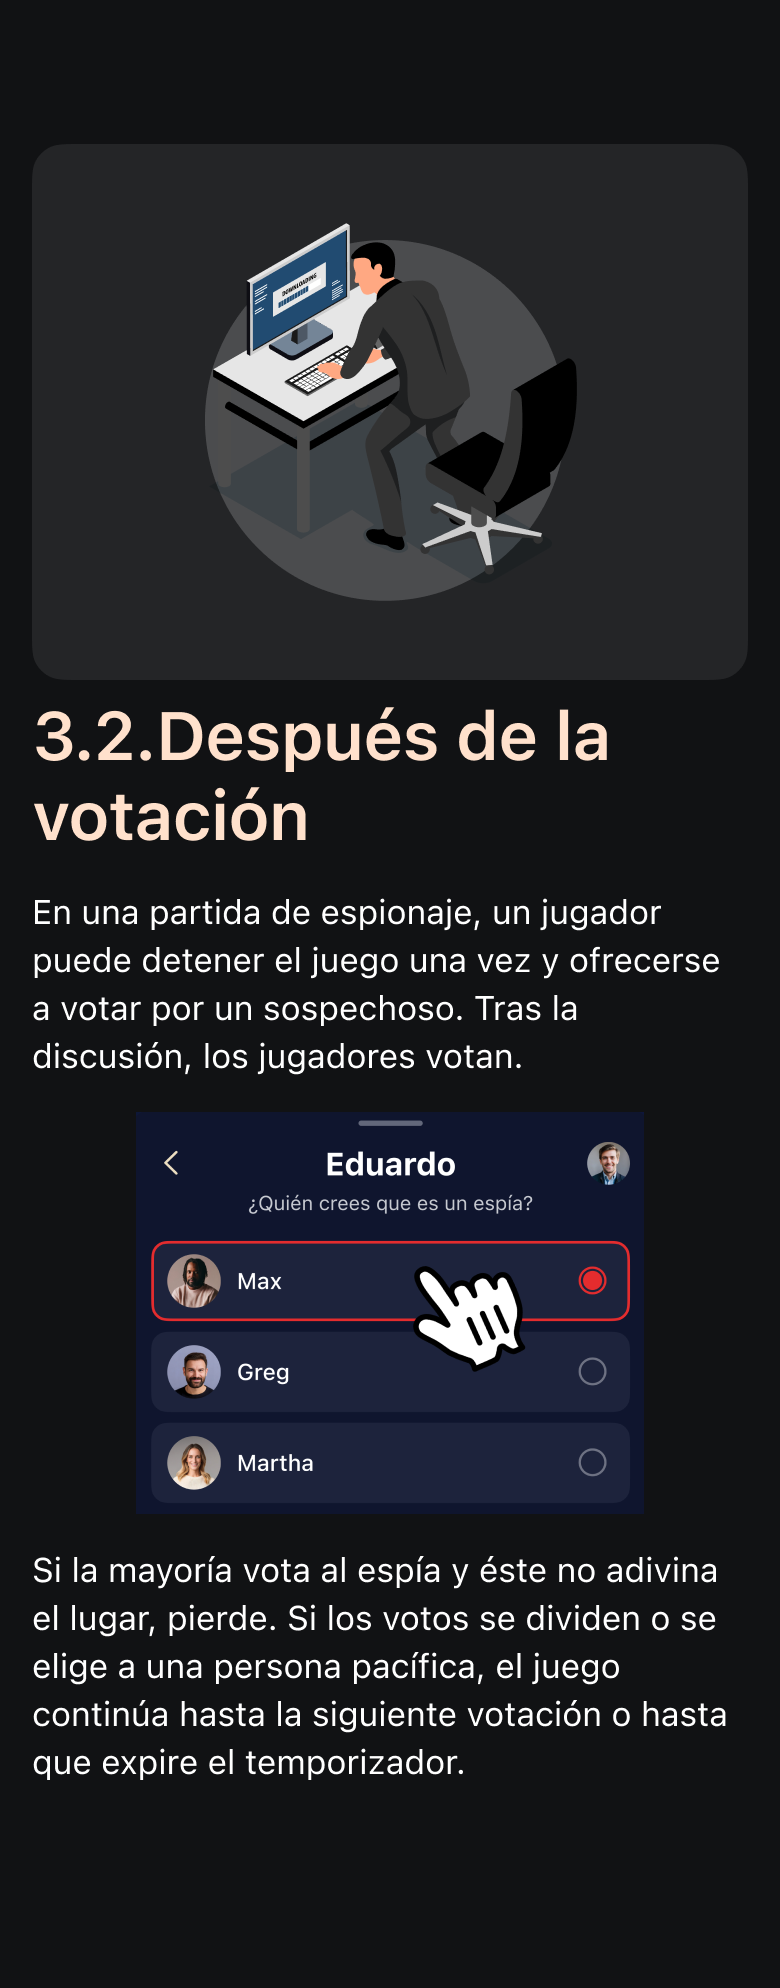 DOWNLOADING
3.2.Después de la
votación
En una partida de espionaje, un jugador
puede detener el juego una vez y ofrecerse
a votar por un sospechoso. Tras la
discusión, los jugadores votan.
Eduardo
¿Quién crees que es un espía?
Max
Greg
Martha
Si la mayoría vota al espía y éste no adivina
el lugar, pierde. Si los votos se dividen o se
elige a una persona pacífica, el juego
continúa hasta la siguiente votación o hasta
que expire el temporizador.